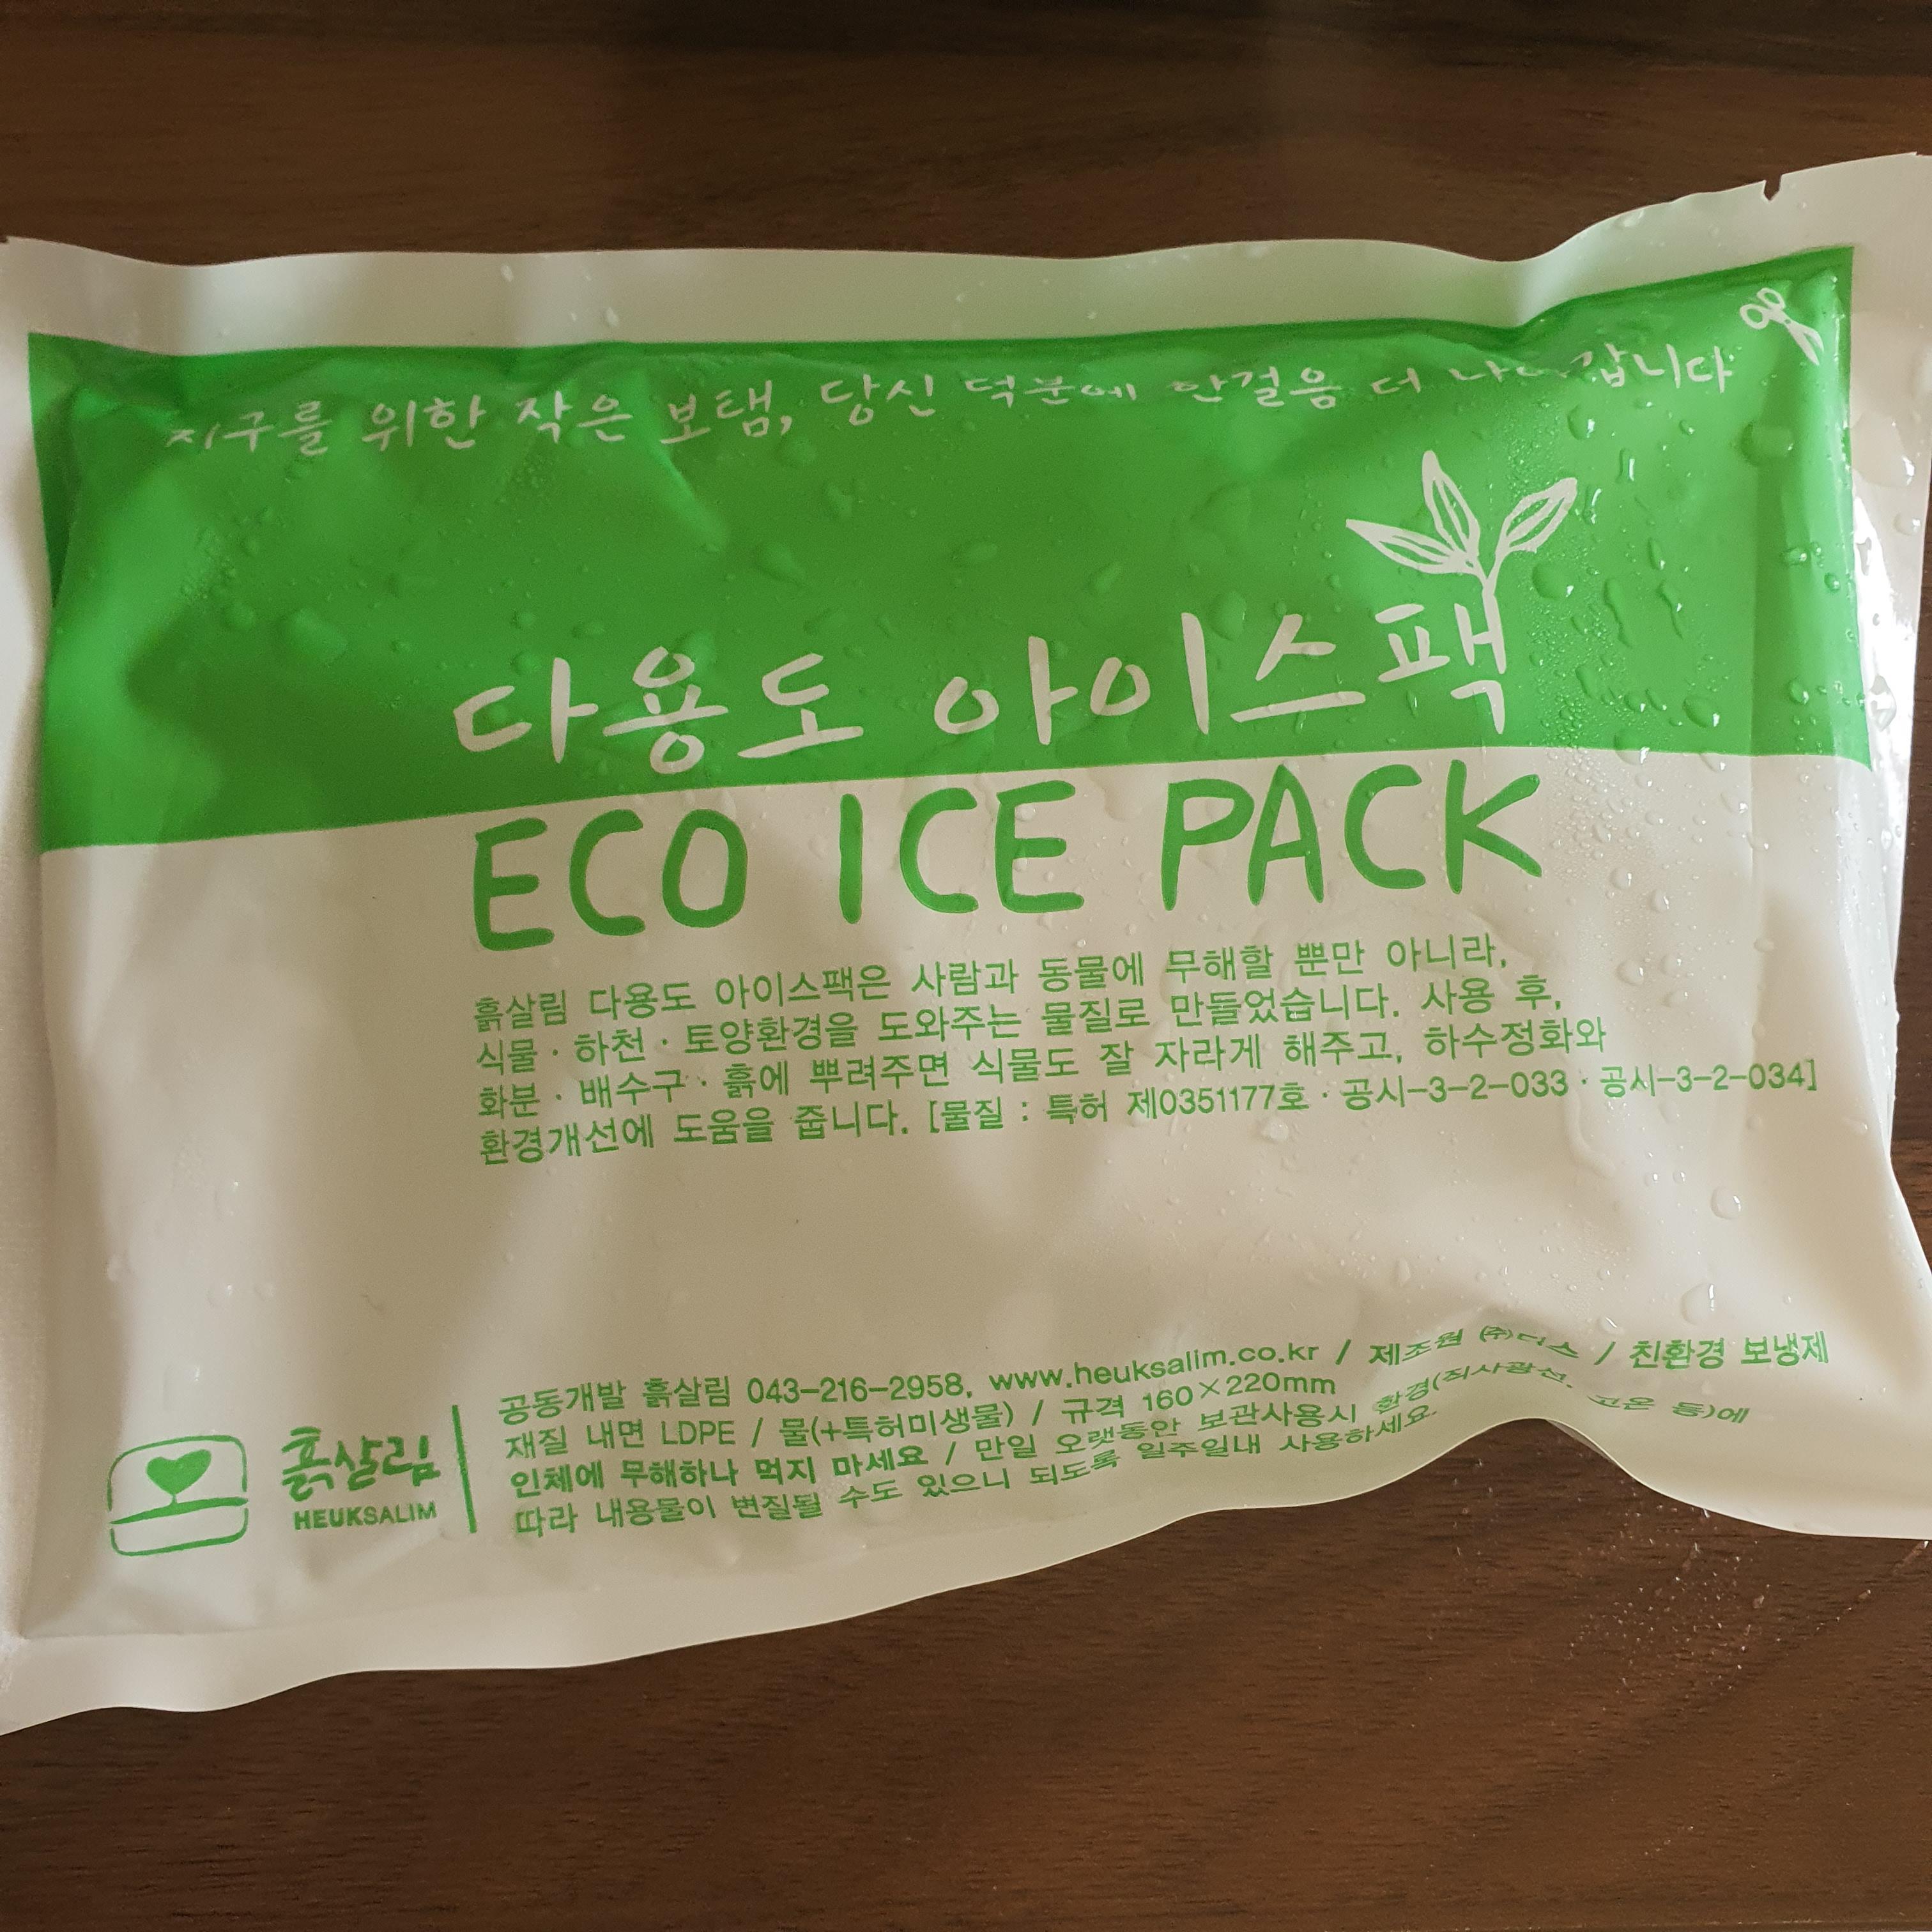 지구를 위한 작은 보탬, 당신 덕분에 한걸음 더 갑니다
다용도 아이스팩
ECO ICE PACK
흙살림 다용도 아이스팩은 사람과 동물에 무해할 뿐만 아니라,
식물 · 하천 · 토양환경을 도와주는 물질로 만들었습니다. 사용 후,
화분 · 배수구 · 흙에 뿌려주면 식물도 잘 자라게 해주고, 하수정화와
환경개선에 도움을 줍니다. [물질 : 특허 제0351177호 · 공시-3-2-033 · 공시-3-2-034]
공동개발 흙살림 043-216-2958, www.heuksalim.co.kr / 제조원 / 친환경 보냉제
재질 내면 LDPE / 물(+특허미생물) / 규격 160×220mm
인체에 무해하나 먹지 마세요 / 만일 오랫동안 보관사용시 환경(직사광선, 고온 등)에
따라 내용물이 변질될 수도 있으니 되도록 일주일내 사용하세요.
흙살림
HEUKSALIM